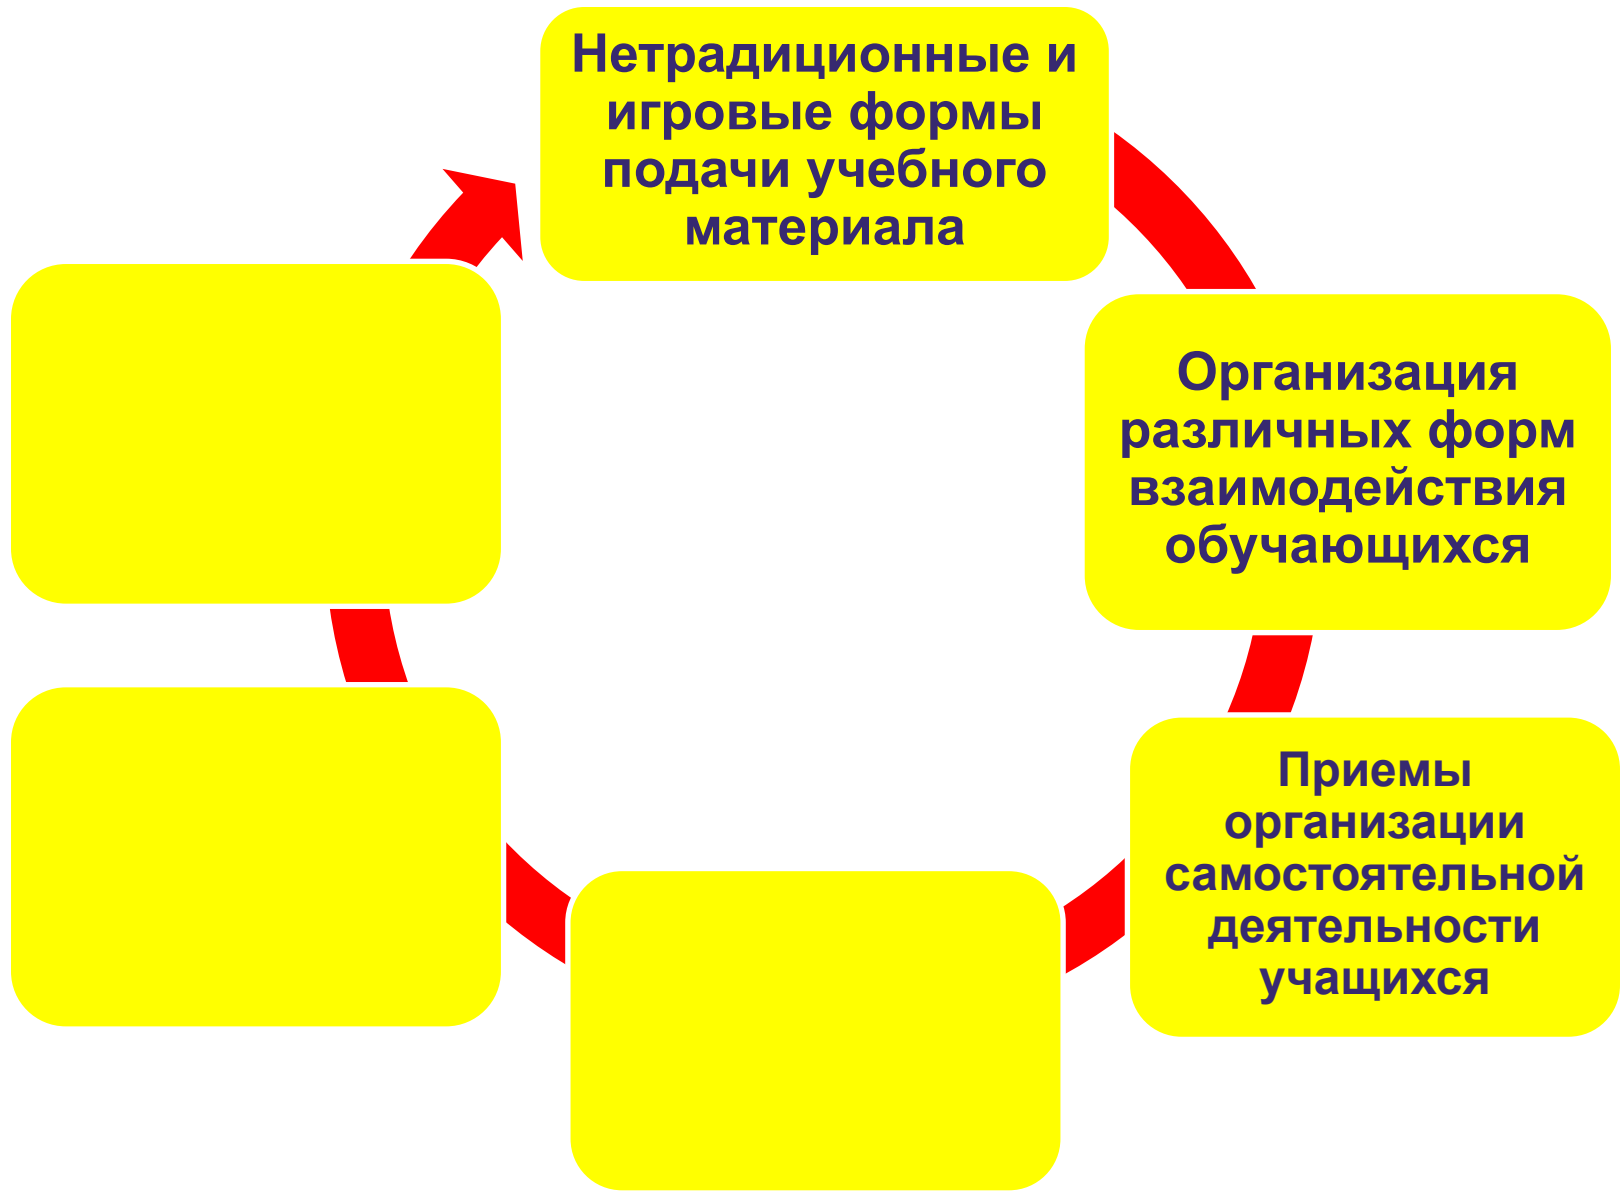 Нетрадиционные и
игровые формы
подачи учебного
материала
Организация
различных форм
взаимодействия
обучающихся
Приемы
организации
самостоятельной
деятельности
учащихся